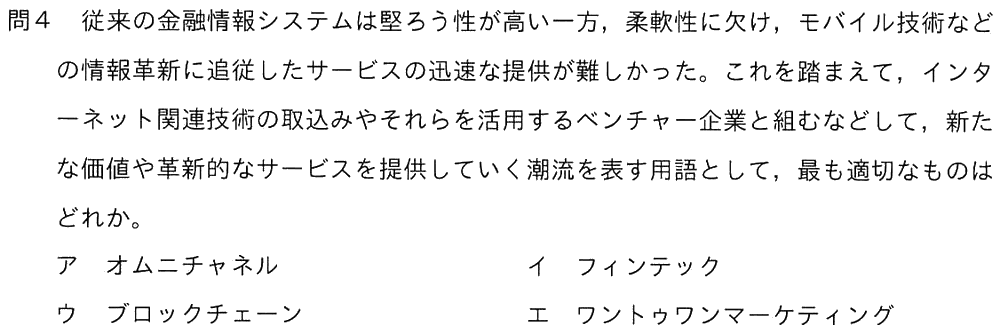 問４　従来の金融情報システムは堅ろう性が高い一方，柔軟性に欠け，モバイル技術など
の情報革新に追従したサービスの迅速な提供が難しかった。これを踏まえて，インタ
ーネット関連技術の取込みやそれらを活用するベンチャー企業と組むなどして，新た
な価値や革新的なサービスを提供していく潮流を表す用語として，最も適切なものは
どれか。
ア　オムニチャネル　イ　フィンテック
ウ　ブロックチェーン　エ　ワントゥワンマーケティング